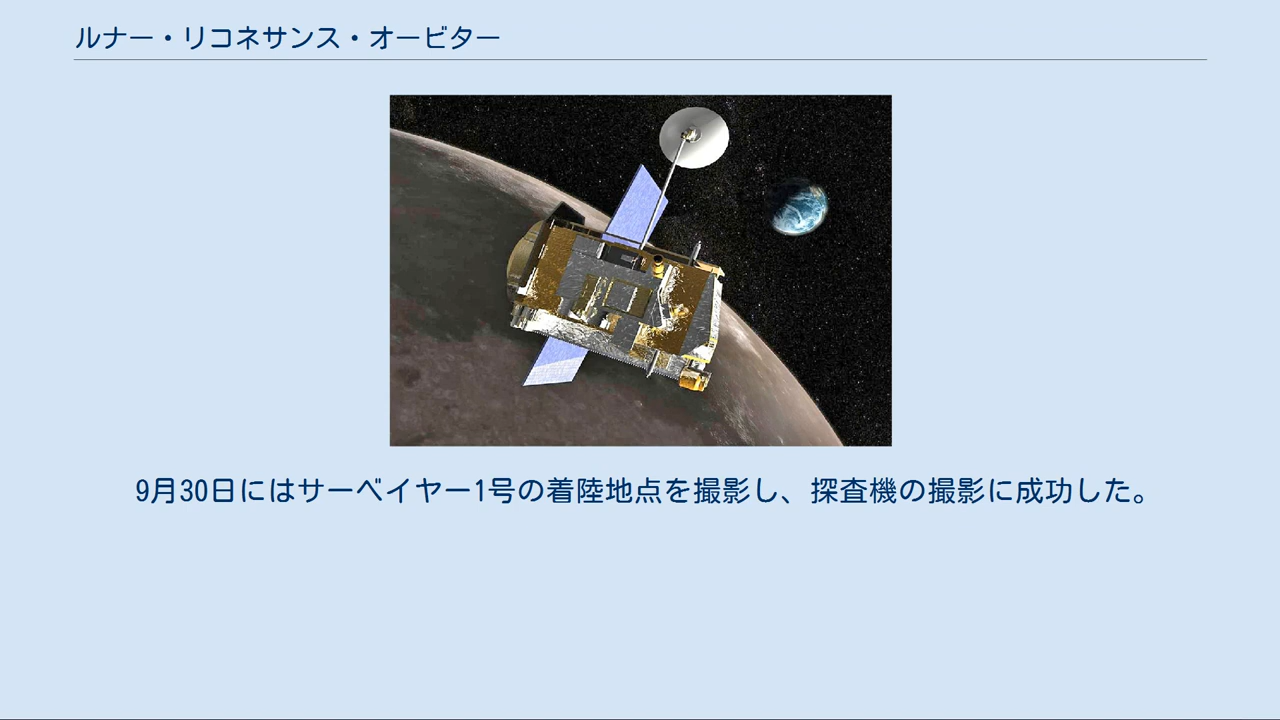 ルナー・リコネサンス・オービター
9月30日にはサーベイヤー1号の着陸地点を撮影し、探査機の撮影に成功した。